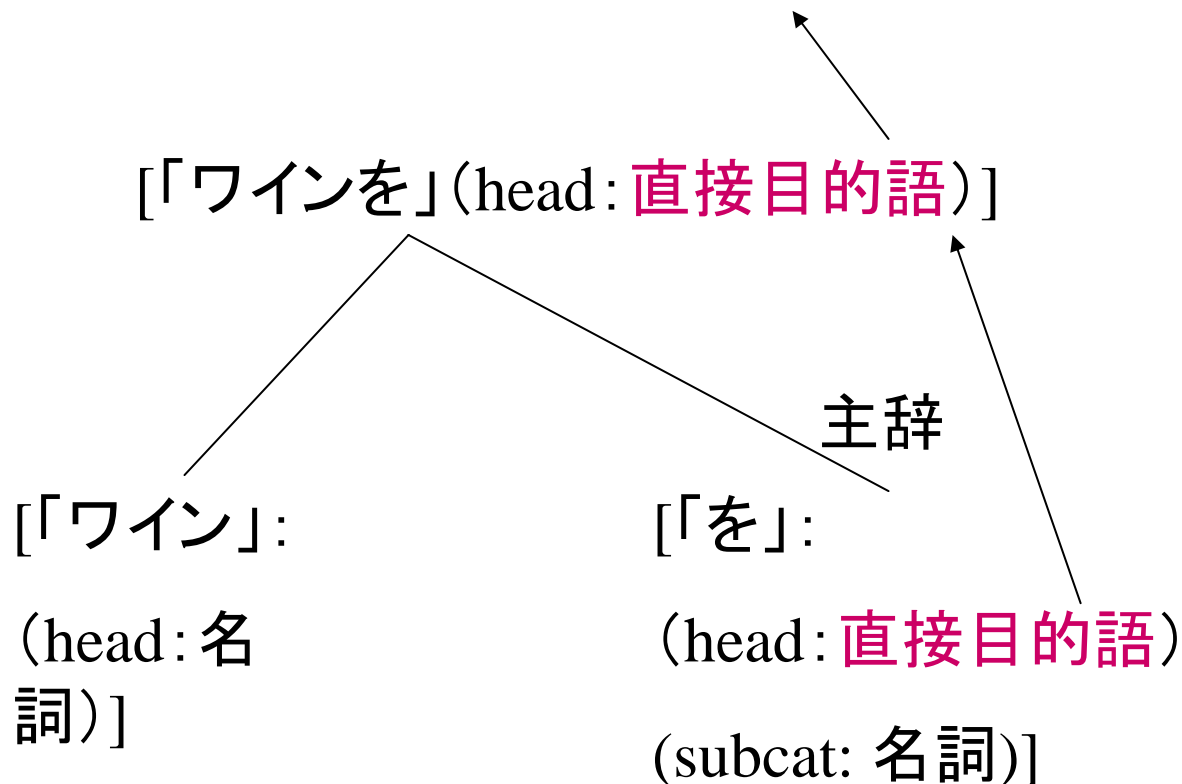 [「ワインを」(head:直接目的語)]
主辞
[「ワイン」:
(head:名
詞)]
[「を」:
(head:直接目的語)
(subcat: 名詞)]